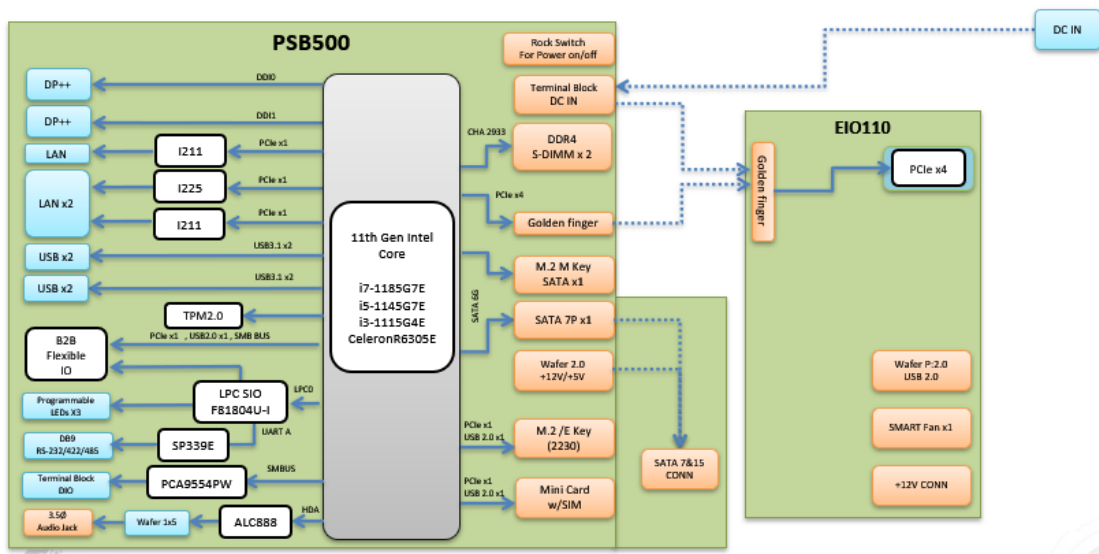 PSB500
Rock Switch
For Power on/off
DC IN
DP++
DDI0
Terminal Block
DC IN
DP++
DDI1
EIO110
CHA 2933
DDR4
S-DIMM x 2
LAN
I211
PCIe x1
Golden finger
PCIe x4
LAN x2
I225
PCIe x1
PCIe x4
I211
PCIe x1
Golden finger
11th Gen Intel
Core
i7-1185G7E
i5-1145G7E
i3-1115G4E
CeleronR6305E
USB x2
USB3.1 x2
M.2 M Key
SATA x1
USB x2
USB3.1 x2
SATA 6G
TPM2.0
SATA 7P x1
PCIe x1 , USB2.0 x1 , SMB BUS
B2B
Flexible
IO
Wafer 2.0
+12V/+5V
Wafer P:2.0
USB 2.0
LPC SIO
F81804U-I
LPC0
Programmable
LEDs X3
UART A
PCIe x1
USB 2.0 x1
M.2 /E Key
(2230)
SMART Fan x1
DB9
RS-232/422/485
SP339E
SATA 7&15
CONN
Terminal Block
DIO
PCA9554PW
SMBUS
PCIe x1
USB 2.0 x1
Mini Card
w/SIM
+12V CONN
3.5Ø
Audio Jack
Wafer 1x5
ALC888
HDA